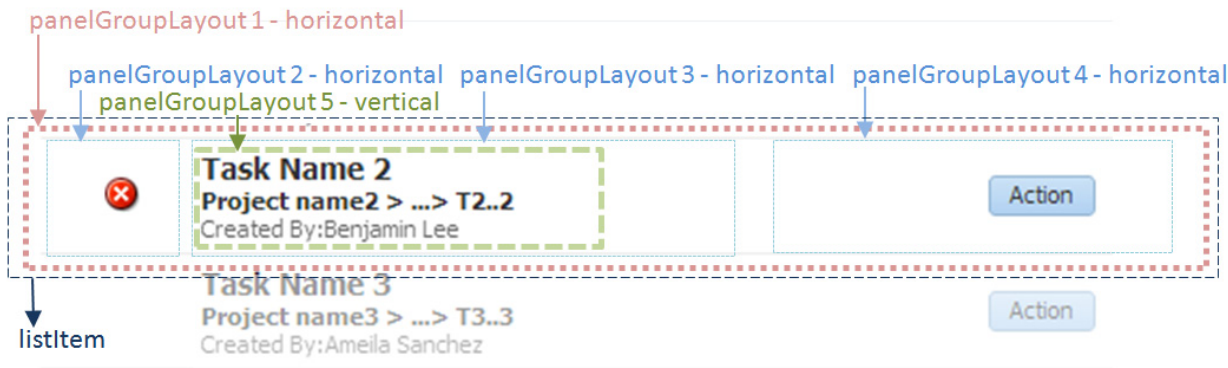 panelGroupLayout 1 - horizontal
panelGroupLayout 2 - horizontal panelGroupLayout 3 - horizontal panelGroupLayout 4 - horizontal
panelGroupLayout 5 - vertical
Task Name 2
Project name2 > ...> T2..2
Created By:Benjamin Lee
Action
Task Name 3
Project name3 > ...> T3..3
Created By:Ameila Sanchez
Action
listItem